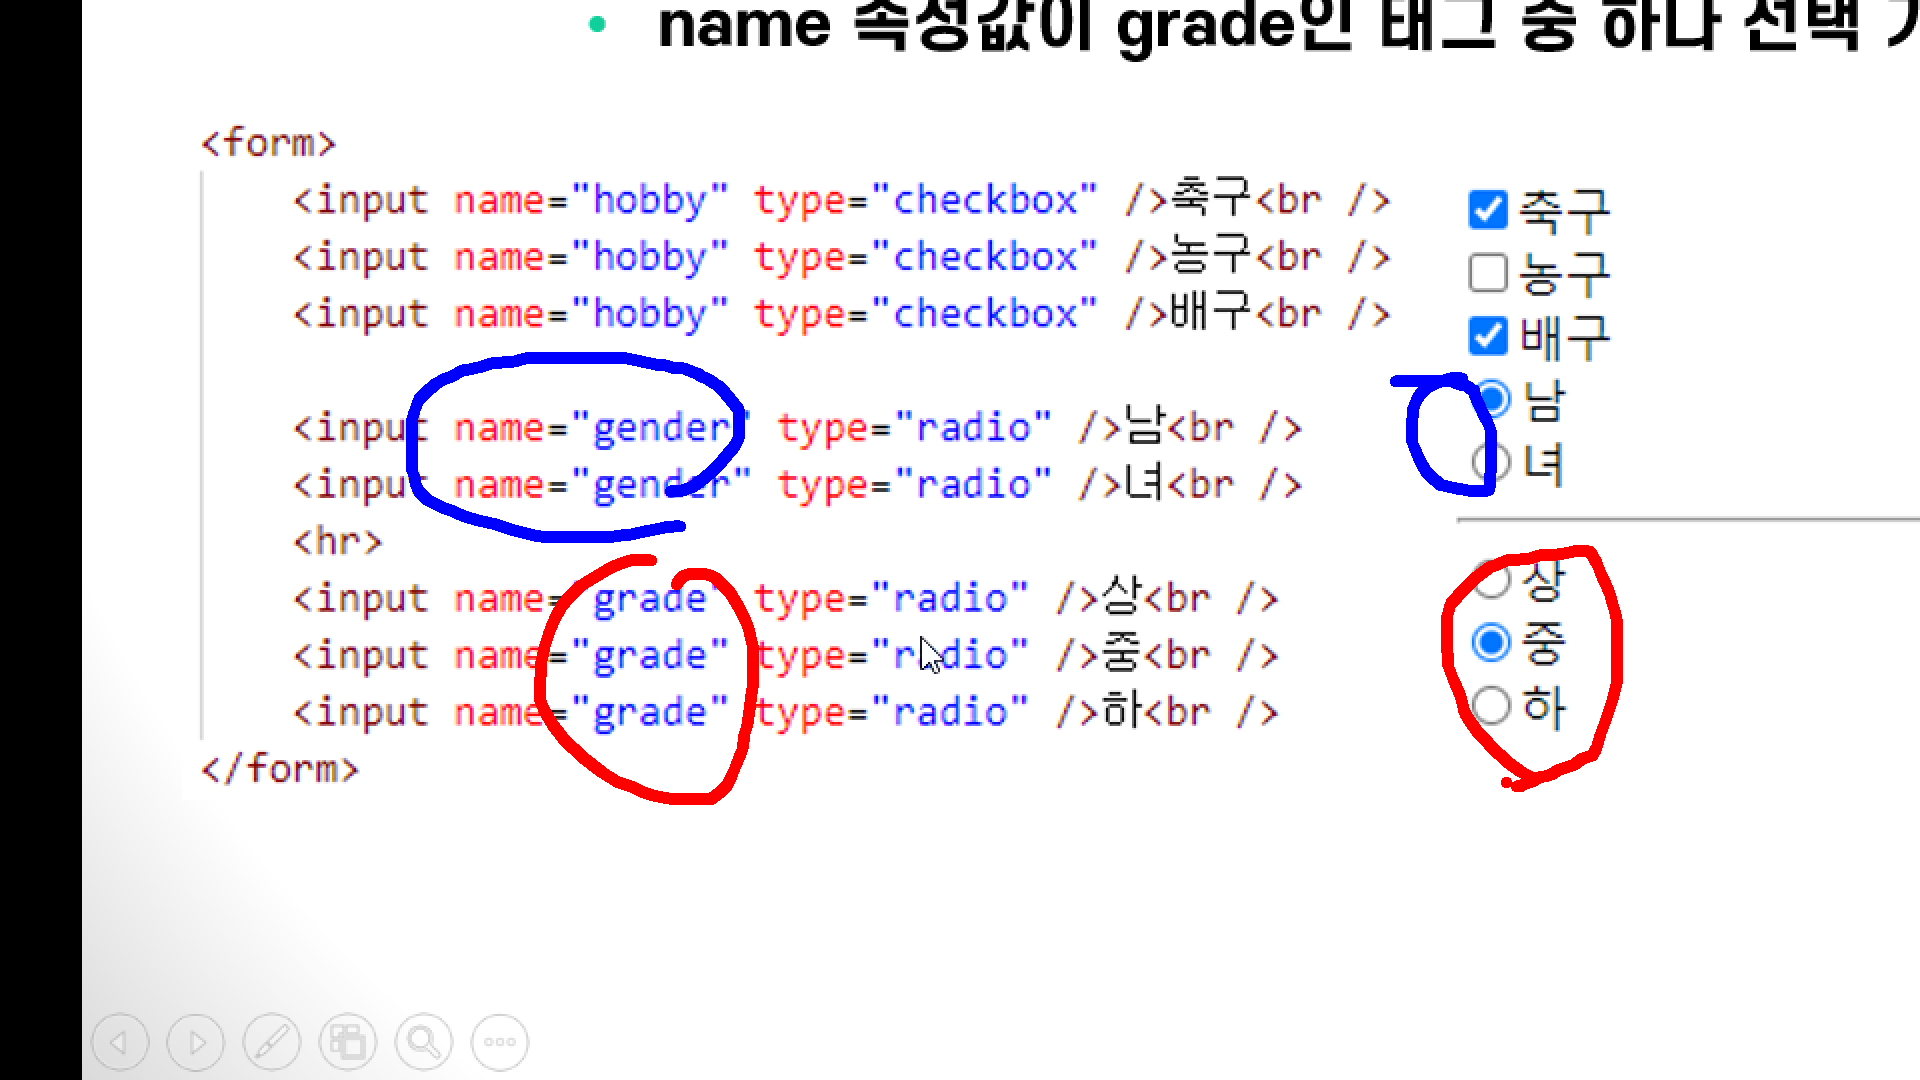 • name 속성값이 grade인 태그 중 하나 선택
<form>
<input name="hobby" type="checkbox" />축구<br />
<input name="hobby" type="checkbox" />농구<br />
<input name="hobby" type="checkbox" />배구<br />
<input name="gender" type="radio" />남<br />
<input name="gender" type="radio" />녀<br />
<hr>
<input name="grade" type="radio" />상<br />
<input name="grade" type="radio" />중<br />
<input name="grade" type="radio" />하<br />
</form>
축구
농구
배구
남
녀
상
중
하